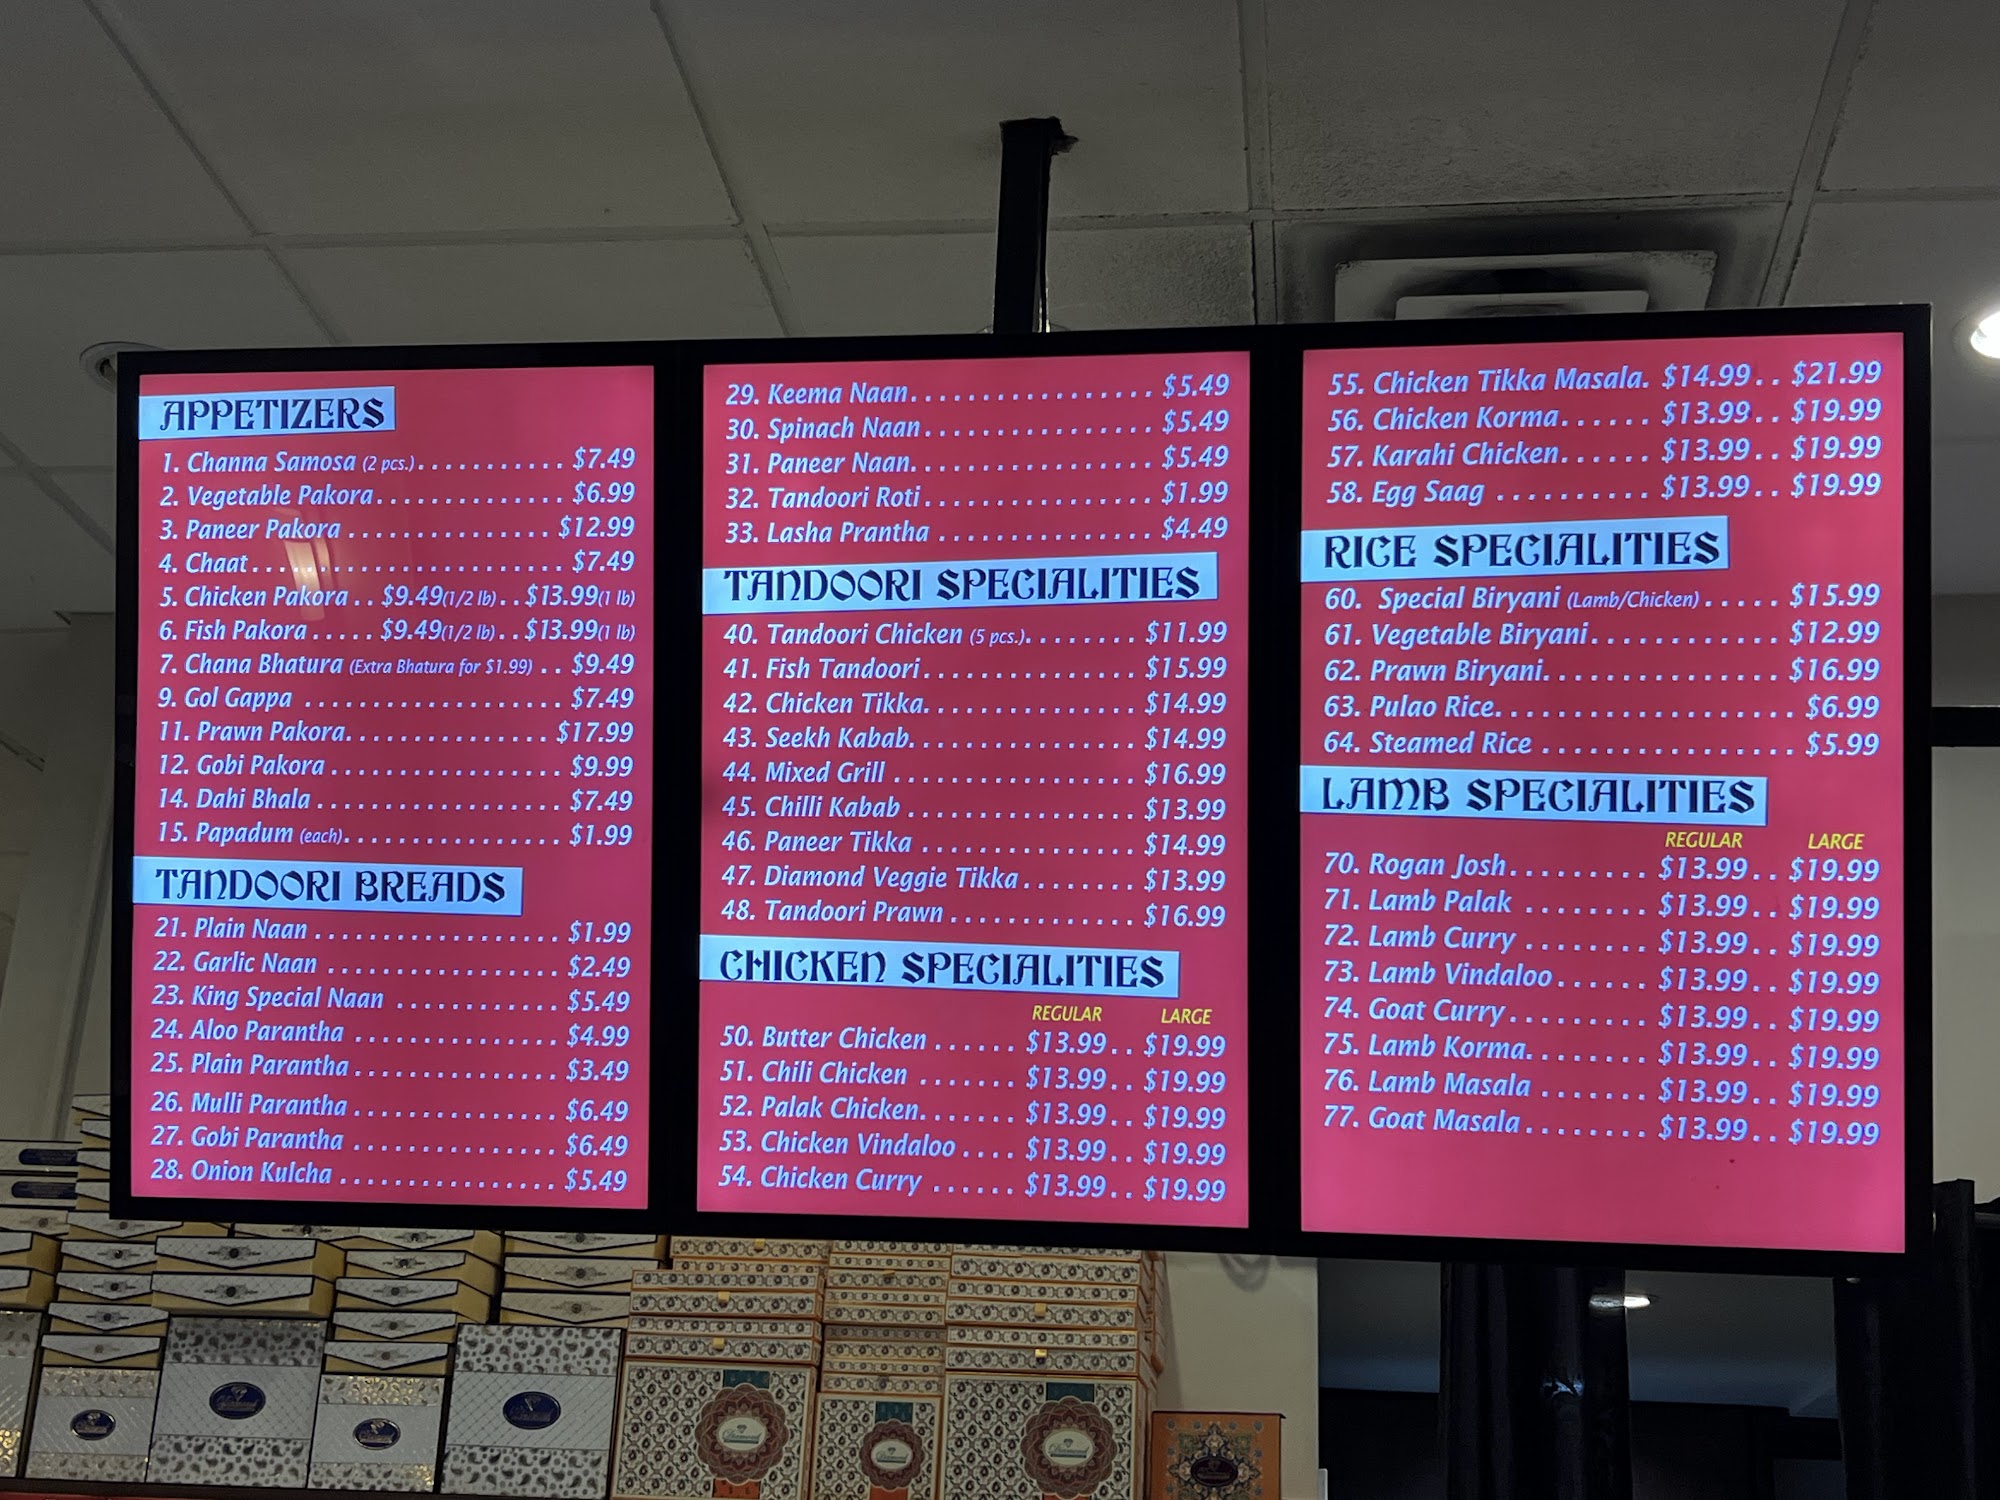 APPETIZERS
1. Channa Samosa (2 pcs.)........... $7.49
2. Vegetable Pakora.............. $6.99
3. Paneer Pakora ............... $12.99
4. Chaat........................ $7.49
5. Chicken Pakora .. $9.49(1/2 lb)..$13.99(1 lb)
6. Fish Pakora ..... $9.49(1/2 lb)..$13.99(1 lb)
7. Chana Bhatura (Extra Bhatura for $1.99) .. $9.49
9. Gol Gappa ................... $7.49
11. Prawn Pakora............... $17.99
12. Gobi Pakora ................. $9.99
14. Dahi Bhala .................. $7.49
15. Papadum (each)................ $1.99
TANDOORI BREADS
21. Plain Naan .................. $1.99
22. Garlic Naan ................. $2.49
23. King Special Naan ............ $5.49
24. Aloo Parantha ............... $4.99
25. Plain Parantha............... $3.49
26. Mulli Parantha ............... $6.49
27. Gobi Parantha ............... $6.49
28. Onion Kulcha ................ $5.49
29. Keema Naan.................. $5.49
30. Spinach Naan................. $5.49
31. Paneer Naan.................. $5.49
32. Tandoori Roti ................. $1.99
33. Lasha Prantha ................ $4.49
TANDOORI SPECIALITIES
40. Tandoori Chicken (5 pcs.)........ $11.99
41. Fish Tandoori................ $15.99
42. Chicken Tikka................ $14.99
43. Seekh Kabab................. $14.99
44. Mixed Grill .................. $16.99
45. Chilli Kabab ................. $13.99
46. Paneer Tikka ................ $14.99
47. Diamond Veggie Tikka........ $13.99
48. Tandoori Prawn .............. $16.99
CHICKEN SPECIALITIES
REGULAR LARGE
50. Butter Chicken ...... $13.99.. $19.99
51. Chili Chicken ....... $13.99.. $19.99
52. Palak Chicken....... $13.99.. $19.99
53. Chicken Vindaloo .... $13.99.. $19.99
54. Chicken Curry ...... $13.99.. $19.99
55. Chicken Tikka Masala. $14.99.. $21.99
56. Chicken Korma...... $13.99.. $19.99
57. Karahi Chicken...... $13.99.. $19.99
58. Egg Saag .......... $13.99.. $19.99
RICE SPECIALITIES
60. Special Biryani (Lamb/Chicken)..... $15.99
61. Vegetable Biryani.............. $12.99
62. Prawn Biryani................. $16.99
63. Pulao Rice..................... $6.99
64. Steamed Rice .................. $5.99
LAMB SPECIALITIES
REGULAR LARGE
70. Rogan Josh.......... $13.99.. $19.99
71. Lamb Palak ......... $13.99.. $19.99
72. Lamb Curry ......... $13.99.. $19.99
73. Lamb Vindaloo....... $13.99.. $19.99
74. Goat Curry.......... $13.99.. $19.99
75. Lamb Korma......... $13.99.. $19.99
76. Lamb Masala ........ $13.99.. $19.99
77. Goat Masala......... $13.99.. $19.99
Diamond
Diamond